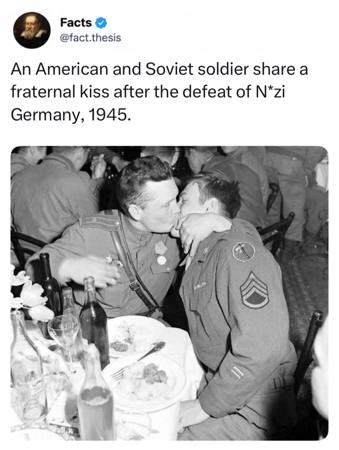 Facts
@fact.thesis
An American and Soviet soldier share a
fraternal kiss after the defeat of N*zi
Germany, 1945.